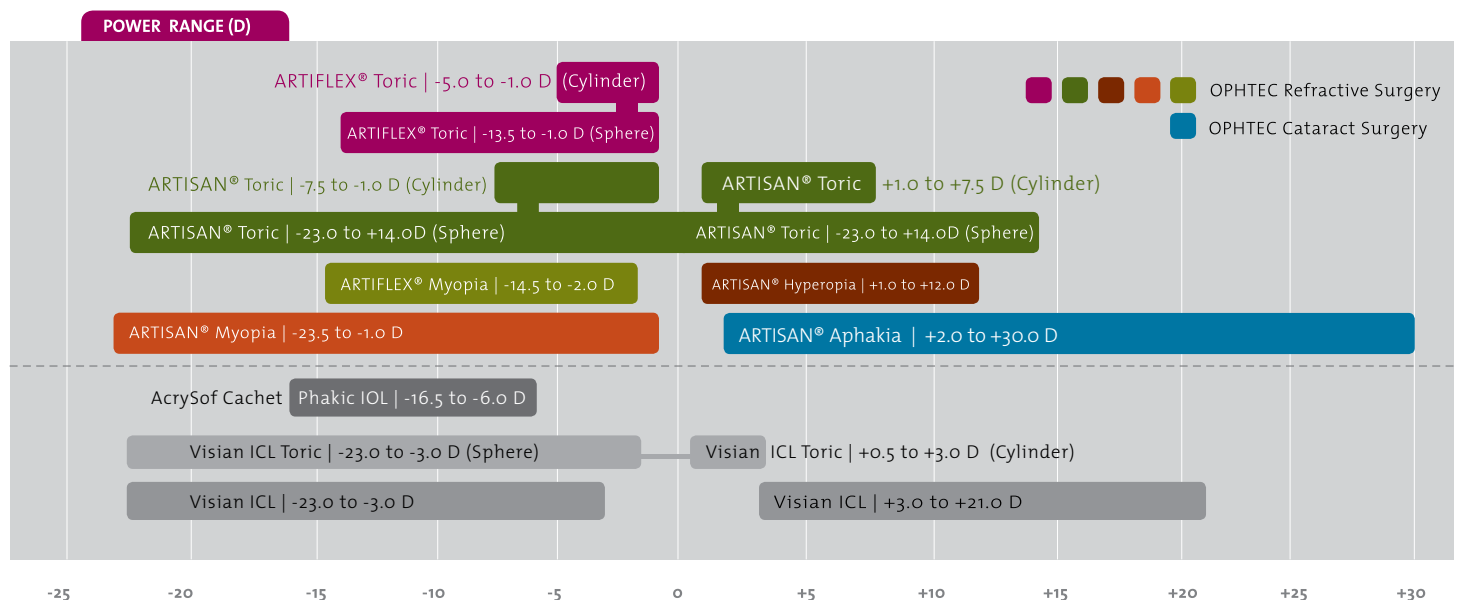 POWER RANGE (D)
ARTIFLEX® Toric | -5.0 to -1.0 D (Cylinder)
OPHTEC Refractive Surgery
OPHTEC Cataract Surgery
ARTIFLEX® Toric | -13.5 to -1.0 D (Sphere)
ARTISAN® Toric | -7.5 to -1.0 D (Cylinder)
ARTISAN® Toric +1.0 to +7.5 D (Cylinder)
ARTISAN® Toric | -23.0 to +14.0D (Sphere)
ARTISAN® Toric | -23.0 to +14.0D (Sphere)
ARTIFLEX® Myopia | -14.5 to -2.0 D
ARTISAN® Hyperopia | +1.0 to +12.0 D
ARTISAN® Myopia | -23.5 to -1.0 D
ARTISAN® Aphakia | +2.0 to +30.0 D
AcrySof Cachet Phakic IOL | -16.5 to -6.0 D
Visian ICL Toric | -23.0 to -3.0 D (Sphere)
Visian ICL Toric | +0.5 to +3.0 D (Cylinder)
Visian ICL | -23.0 to -3.0 D
Visian ICL | +3.0 to +21.0 D
-25 -20 -15 -10 -5 0 +5 +10 +15 +20 +25 +30